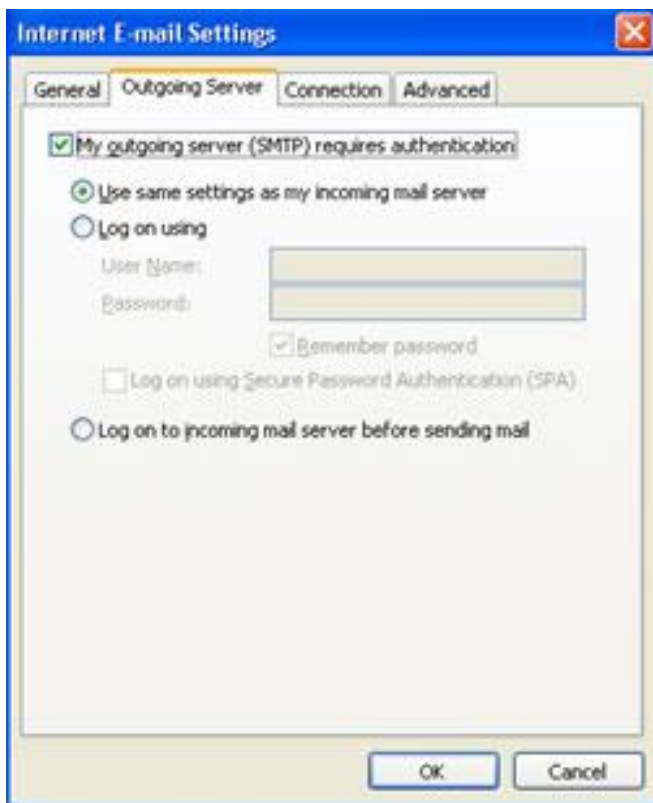 Internet E-mail Settings
General Outgoing Server Connection Advanced
My outgoing server (SMTP) requires authentication
Use same settings as my incoming mail server
Log on using
User Name:
Password:
Remember password
Log on using Secure Password Authentication (SPA)
Log on to incoming mail server before sending mail
OK Cancel